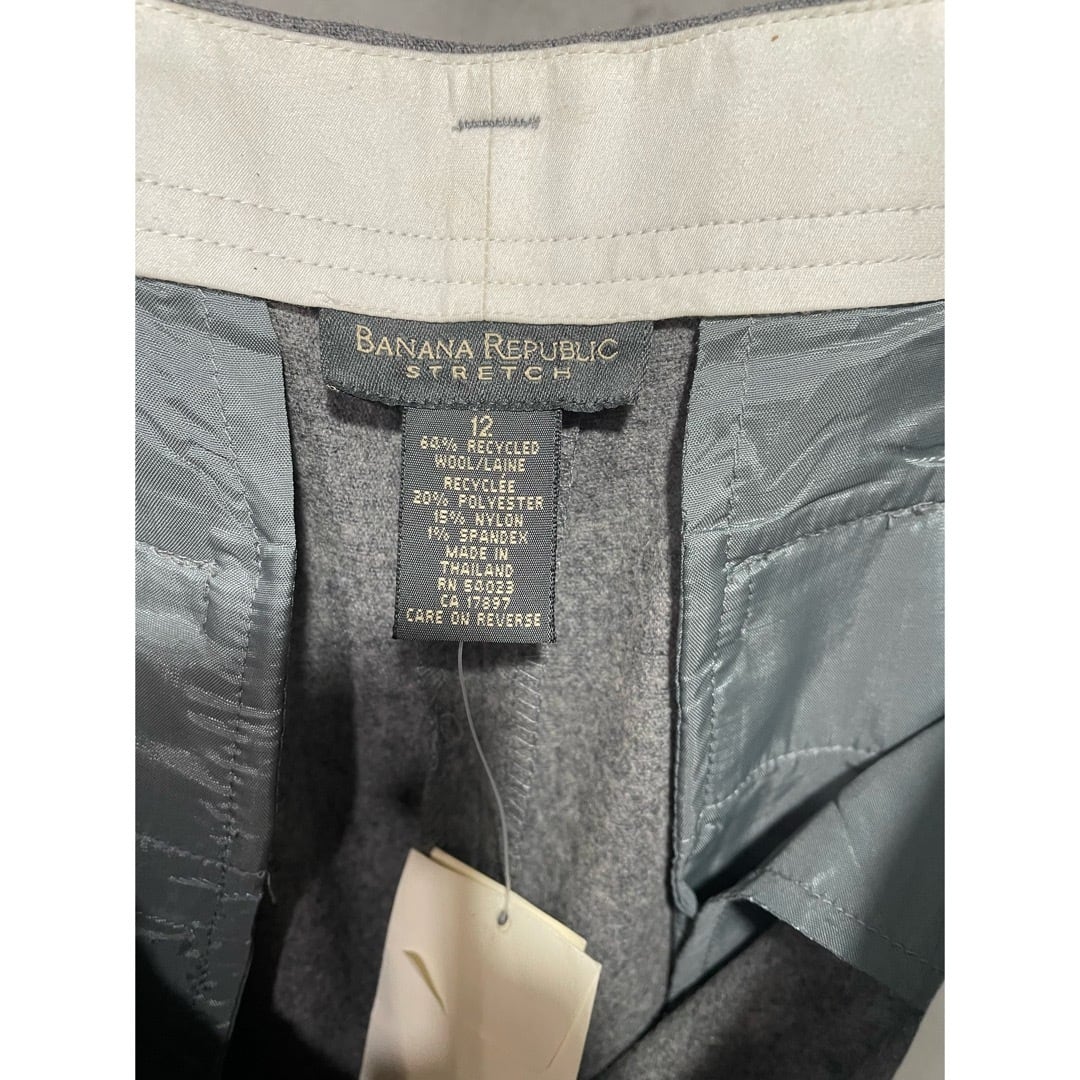 BANANA REPUBLIC
STRETCH
12
64% RECYCLED
WOOL/LAINE
RECYCLÉE
20% POLYESTER
15% NYLON
1% SPANDEX
MADE IN
THAILAND
RN 54023
CA 17897
CARE ON REVERSE